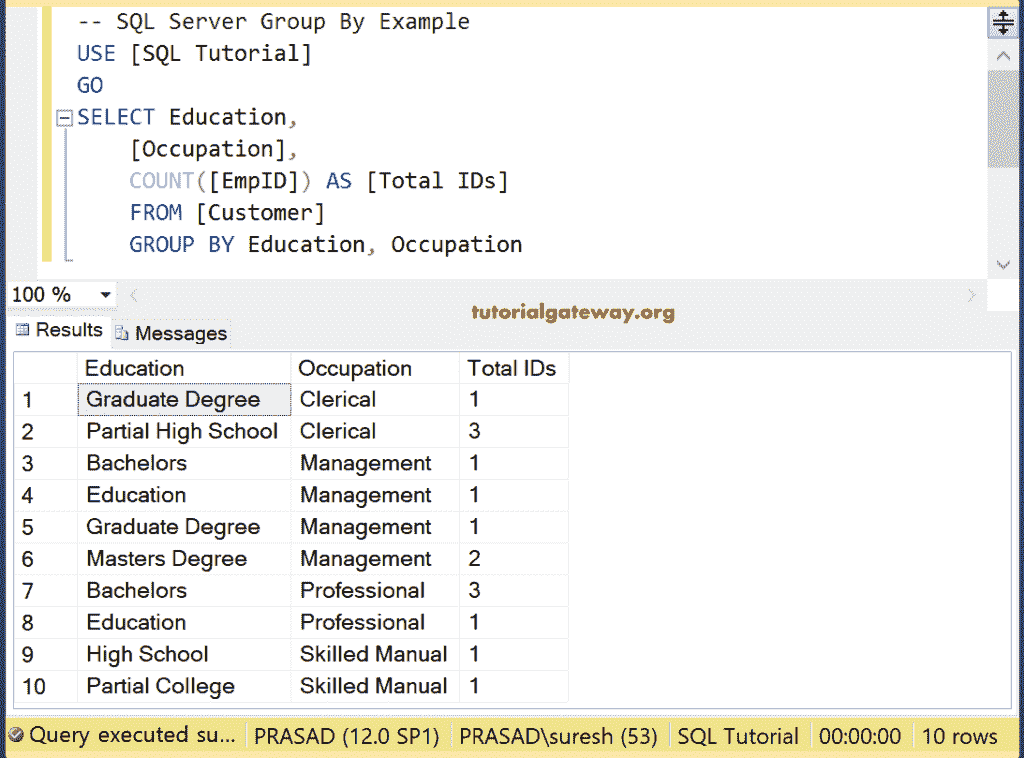 -- SQL Server Group By Example
USE [SQL Tutorial]
GO
SELECT Education,
[Occupation],
COUNT([EmpID]) AS [Total IDs]
FROM [Customer]
GROUP BY Education, Occupation
100 %
tutorialgateway.org
Results Messages
Education Occupation Total IDs
1 Graduate Degree Clerical 1
2 Partial High School Clerical 3
3 Bachelors Management 1
4 Education Management 1
5 Graduate Degree Management 1
6 Masters Degree Management 2
7 Bachelors Professional 3
8 Education Professional 1
9 High School Skilled Manual 1
10 Partial College Skilled Manual 1
Query executed su... PRASAD (12.0 SP1) PRASAD\suresh (53) SQL Tutorial 00:00:00 10 rows